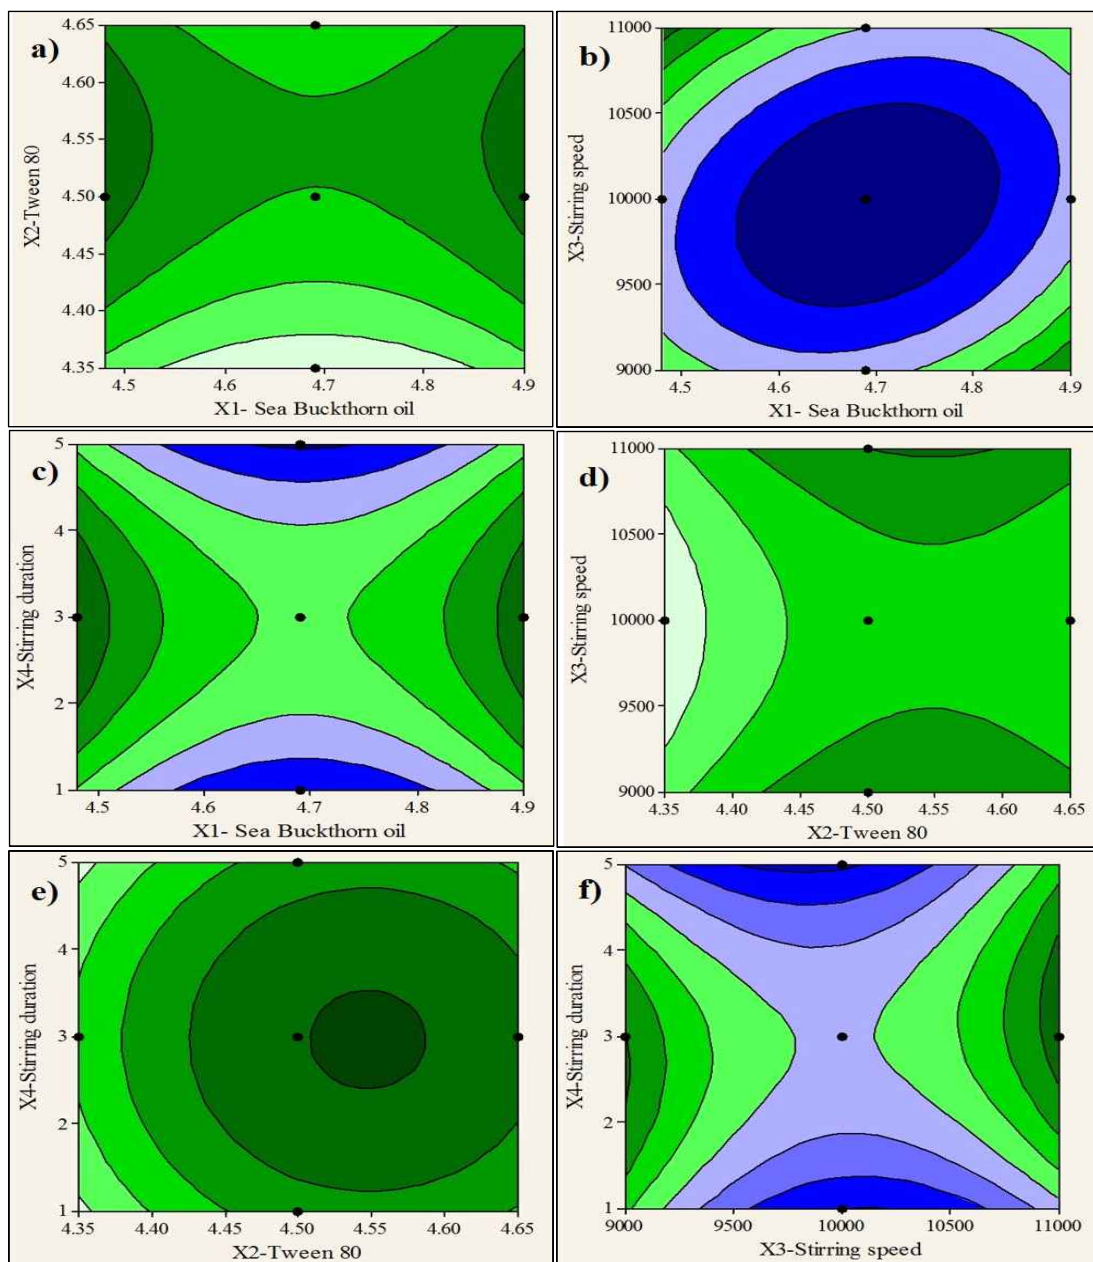 a)
X2-Tween 80
4.65
4.60
4.55
4.50
4.45
4.40
4.35
4.5 4.6 4.7 4.8 4.9
X1- Sea Buckthorn oil
b)
X3-Stirring speed
11000
10500
10000
9500
9000
4.5 4.6 4.7 4.8 4.9
X1- Sea Buckthorn oil
c)
X4-Stirring duration
5
4
3
2
1
4.5 4.6 4.7 4.8 4.9
X1- Sea Buckthorn oil
d)
X3-Stirring speed
11000
10500
10000
9500
9000
4.35 4.40 4.50 4.55 4.60 4.65
X2-Tween 80
e)
X4-Stirring duration
5
4
3
2
1
4.35 4.40 4.50 4.55 4.60 4.65
X2-Tween 80
f)
X4-Stirring duration
5
4
3
2
1
9000 9500 10000 10500 11000
X3-Stirring speed